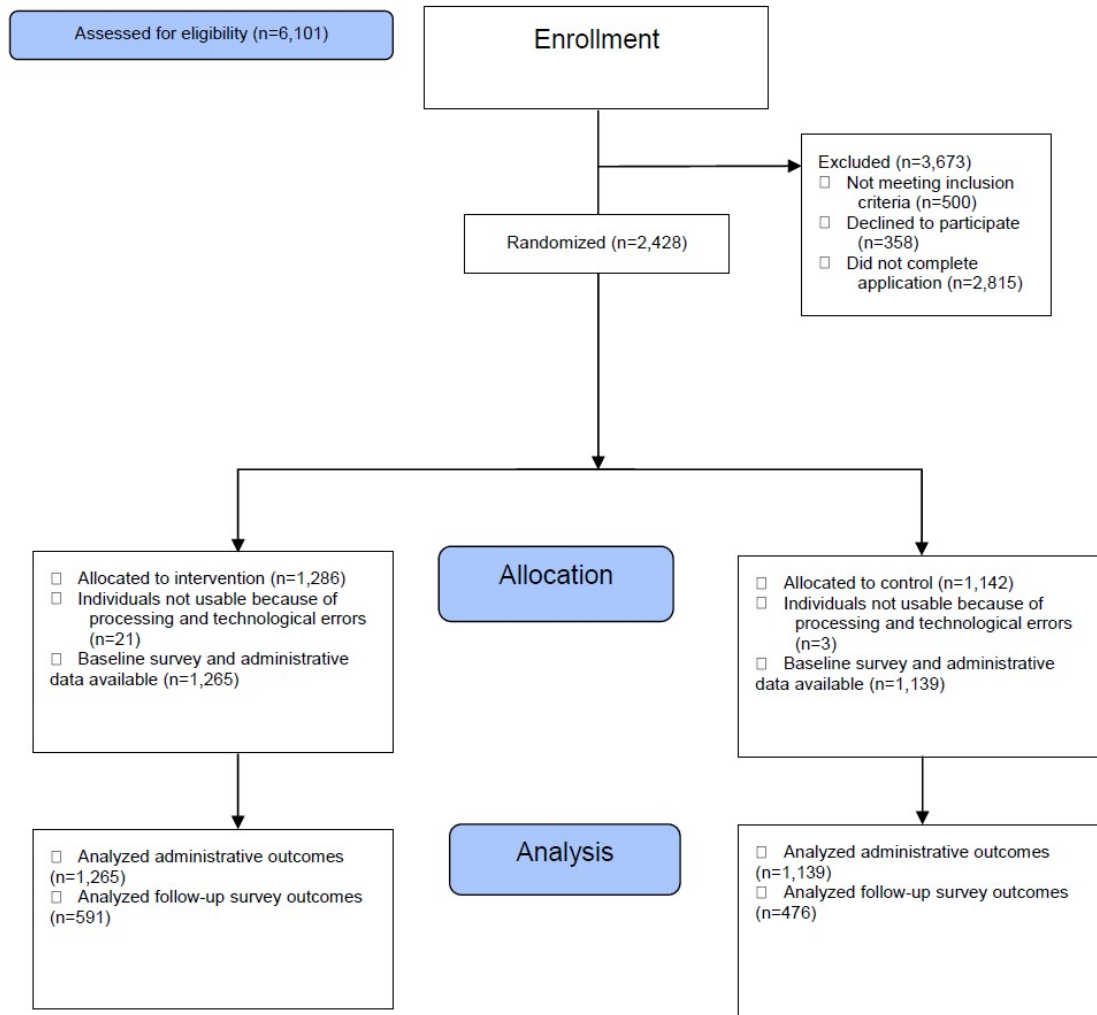 Assessed for eligibility (n=6,101)
Enrollment
Excluded (n=3,673)
Not meeting inclusion
criteria (n=500)
Declined to participate
(n=358)
Did not complete
application (n=2,815)
Randomized (n=2,428)
Allocated to intervention (n=1,286)
Individuals not usable because of
processing and technological errors
(n=21)
Baseline survey and administrative
data available (n=1,265)
Allocation
Allocated to control (n=1,142)
Individuals not usable because of
processing and technological errors
(n=3)
Baseline survey and administrative
data available (n=1,139)
Analyzed administrative outcomes
(n=1,265)
Analyzed follow-up survey outcomes
(n=591)
Analysis
Analyzed administrative outcomes
(n=1,139)
Analyzed follow-up survey outcomes
(n=476)